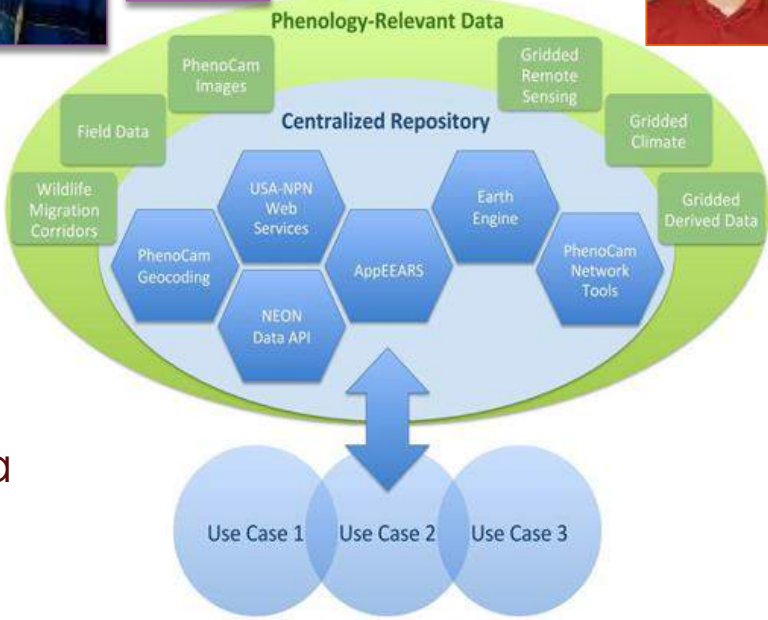 Phenology-Relevant Data
PhenoCam
Images
Gridded
Remote
Sensing
Field Data
Centralized Repository
Gridded
Climate
Wildlife
Migration
Corridors
USA-NPN
Web
Services
Earth
Engine
Gridded
Derived Data
PhenoCam
Geocoding
AppEEARS
PhenoCam
Network
Tools
NEON
Data API
a
Use Case 1
Use Case 2
Use Case 3